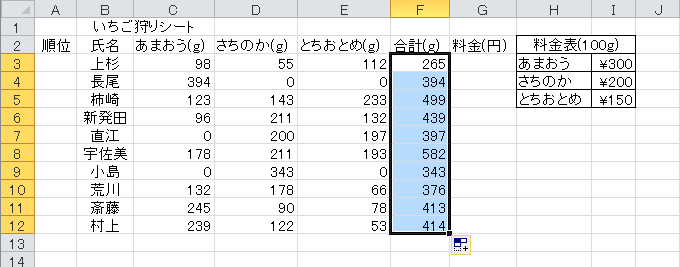 A B C D E F G H I J
1 いちご狩りシート
2 順位 氏名 あまおう(g) さちのか(g) とちおとめ(g) 合計(g) 料金(円) 料金表(100g)
3 上杉 98 55 112 265 あまおう ¥300
4 長尾 394 0 0 394 さちのか ¥200
5 柿崎 123 143 233 499 とちおとめ ¥150
6 新発田 96 211 132 439
7 直江 0 200 197 397
8 宇佐美 178 211 193 582
9 小島 0 343 0 343
10 荒川 132 178 66 376
11 斎藤 245 90 78 413
12 村上 239 122 53 414
13
14